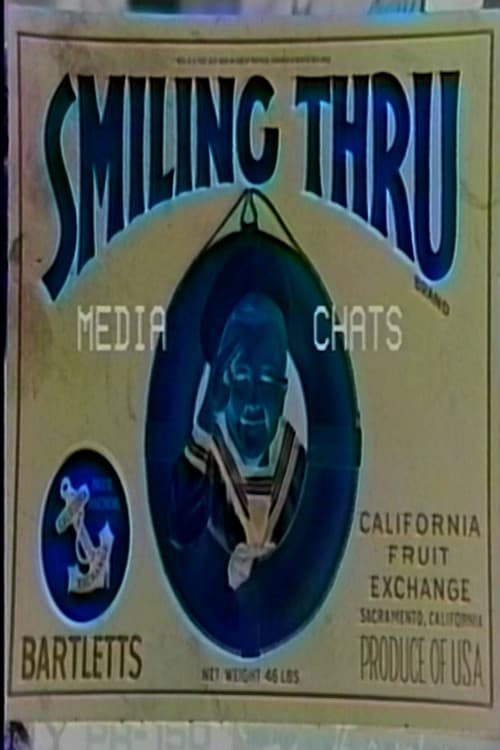 SMILING THRU
BRAND
MEDIA CHATS
CALIFORNIA
FRUIT
EXCHANGE
SACRAMENTO, CALIFORNIA
BARTLETTS
NET WEIGHT 46 LBS
PRODUCE OF USA